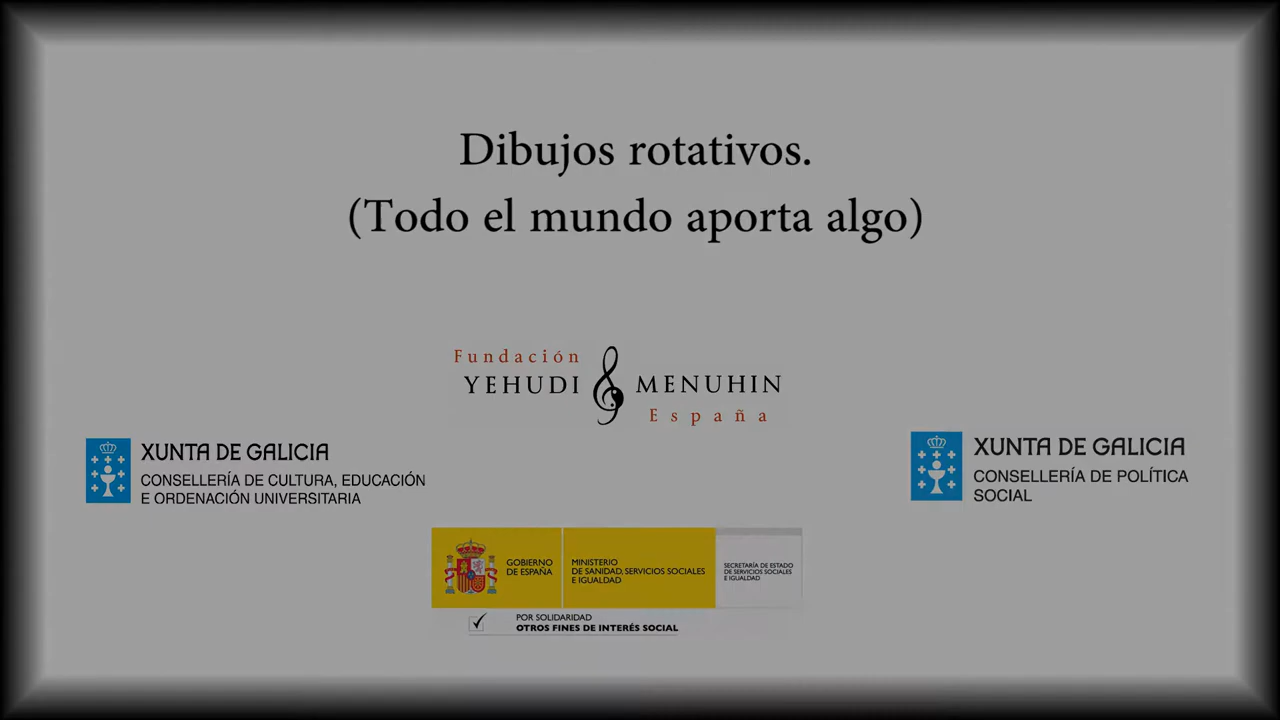 Dibujos rotativos.
(Todo el mundo aporta algo)
Fundación
YEHUDI MENUHIN
España
XUNTA DE GALICIA
CONSELLERÍA DE CULTURA, EDUCACIÓN
E ORDENACIÓN UNIVERSITARIA
XUNTA DE GALICIA
CONSELLERÍA DE POLÍTICA
SOCIAL
GOBIERNO
DE ESPAÑA
MINISTERIO
DE SANIDAD, SERVICIOS SOCIALES
E IGUALDAD
SECRETARÍA DE ESTADO
DE SERVICIOS SOCIALES
E IGUALDAD
POR SOLIDARIDAD
OTROS FINES DE INTERÉS SOCIAL